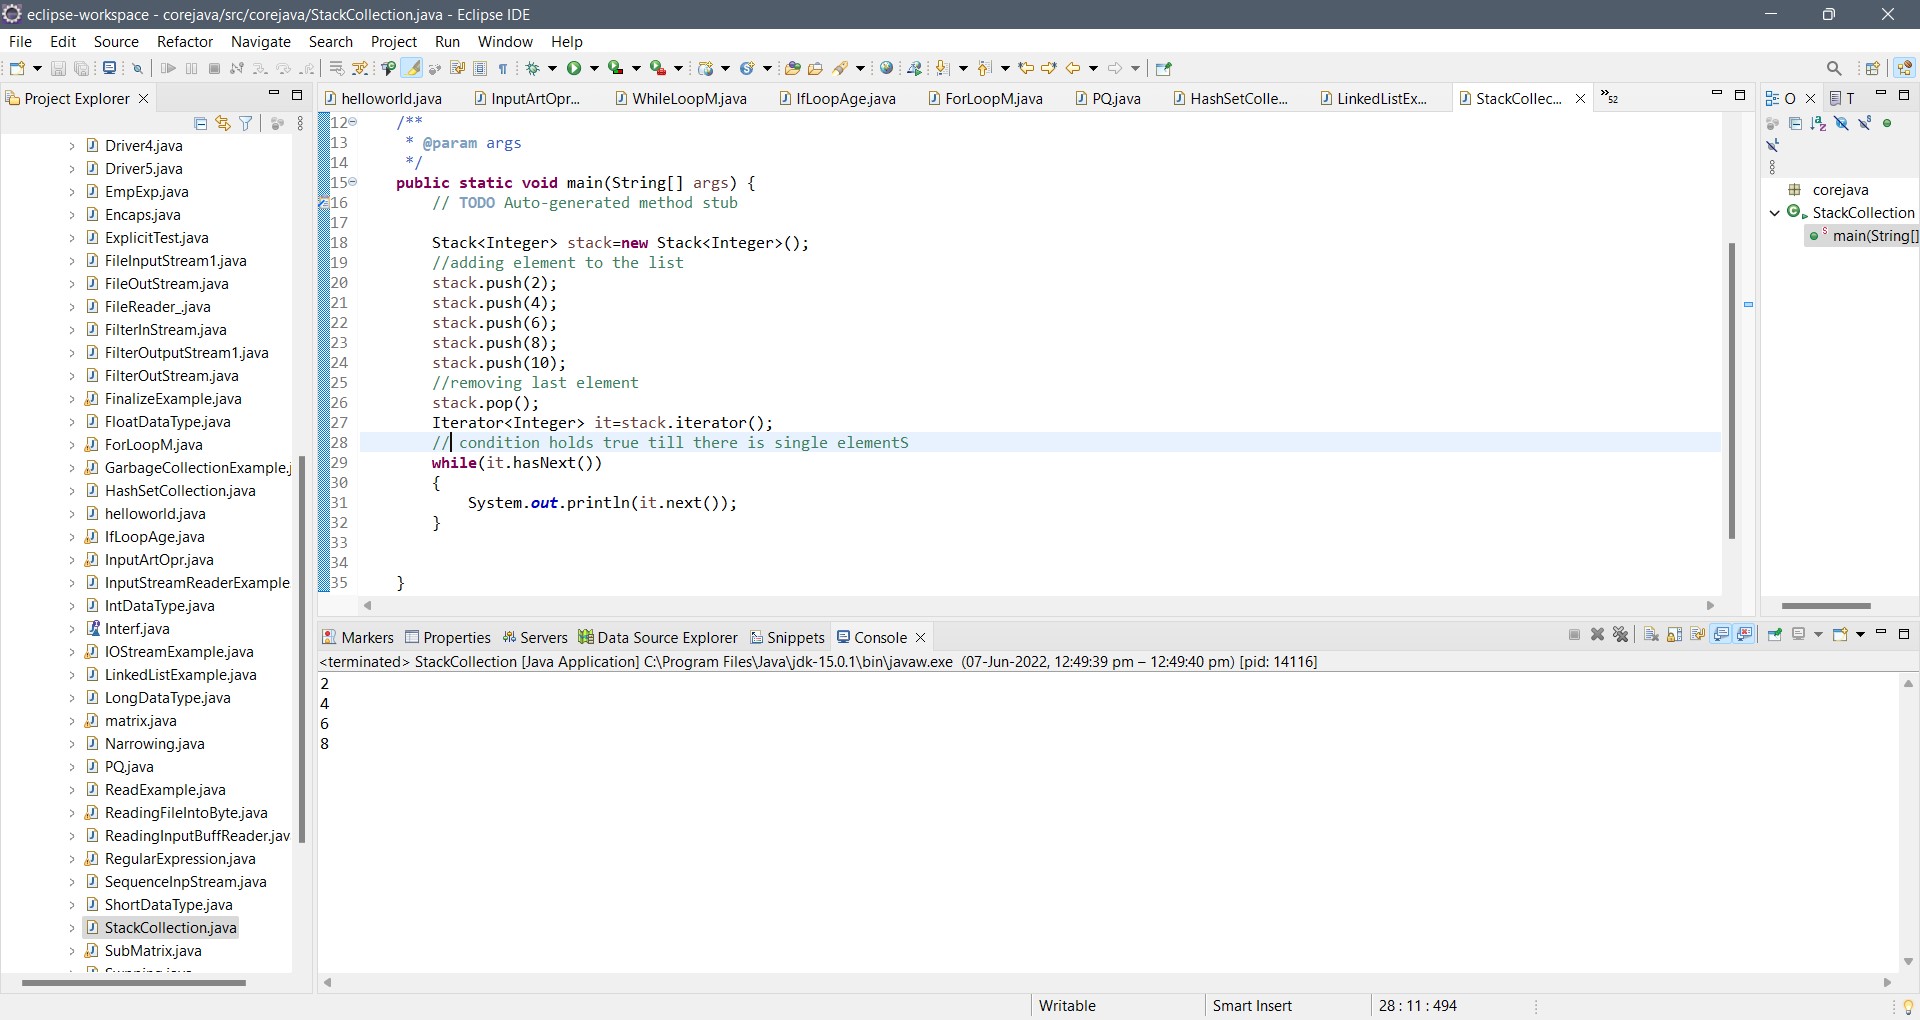 eclipse-workspace - corejava/src/corejava/StackCollection.java - Eclipse IDE
File Edit Source Refactor Navigate Search Project Run Window Help
Project Explorer
helloworld.java InputArtOpr... WhileLoopM.java IfLoopAge.java ForLoopM.java PQ.java HashSetColle... LinkedListEx... StackCollec... »52
O T
Driver4.java
Driver5.java
EmpExp.java
Encaps.java
ExplicitTest.java
FileInputStream1.java
FileOutStream.java
FileReader_.java
FilterInStream.java
FilterOutputStream1.java
FilterOutStream.java
FinalizeExample.java
FloatDataType.java
ForLoopM.java
GarbageCollectionExample.j
HashSetCollection.java
helloworld.java
IfLoopAge.java
InputArtOpr.java
InputStreamReaderExample
IntDataType.java
Interf.java
IOStreamExample.java
LinkedListExample.java
LongDataType.java
matrix.java
Narrowing.java
PQ.java
ReadExample.java
ReadingFileIntoByte.java
ReadingInputBuffReader.jav
RegularExpression.java
SequenceInpStream.java
ShortDataType.java
StackCollection.java
SubMatrix.java
12 /**
13 * @param args
14 */
15 public static void main(String[] args) {
16 // TODO Auto-generated method stub
17
18 Stack<Integer> stack=new Stack<Integer>();
19 //adding element to the list
20 stack.push(2);
21 stack.push(4);
22 stack.push(6);
23 stack.push(8);
24 stack.push(10);
25 //removing last element
26 stack.pop();
27 Iterator<Integer> it=stack.iterator();
28 // condition holds true till there is single elementS
29 while(it.hasNext())
30 {
31 System.out.println(it.next());
32 }
33
34
35 }
corejava
StackCollection
main(String[]
Markers Properties Servers Data Source Explorer Snippets Console
<terminated> StackCollection [Java Application] C:\Program Files\Java\jdk-15.0.1\bin\javaw.exe (07-Jun-2022, 12:49:39 pm – 12:49:40 pm) [pid: 14116]
2
4
6
8
Writable Smart Insert 28 : 11 : 494